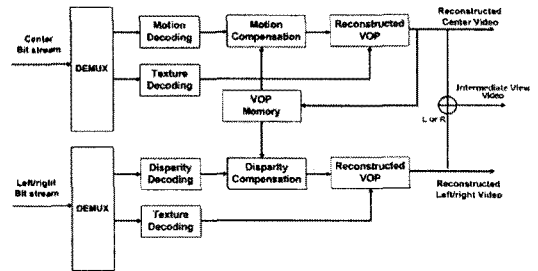 Center
Bit stream
DEMUX
Motion
Decoding
Motion
Compensation
Reconstructed
VOP
Reconstructed
Center Video
Texture
Decoding
VOP
Memory
Intermediate View
Video
L or R
Left/right
Bit stream
DEMUX
Disparity
Decoding
Disparity
Compensation
Reconstructed
VOP
Reconstructed
Left/right Video
Texture
Decoding